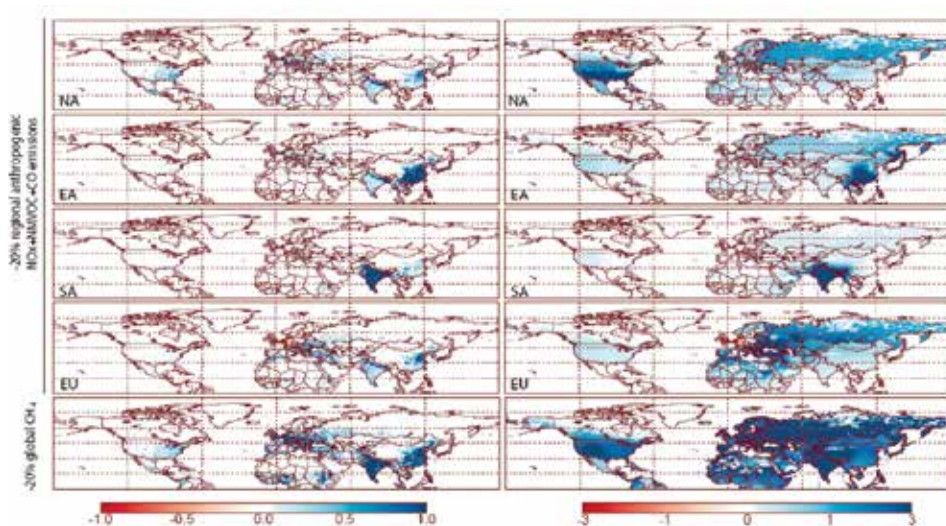 -20% regional anthropogenic
NOx+NMVOC+CO emissions
NA
NA
EA
EA
SA
SA
EU
EU
-20% global CH₄
-1.0 -0.5 0.0 0.5 1.0
-3 -1 0 1 3